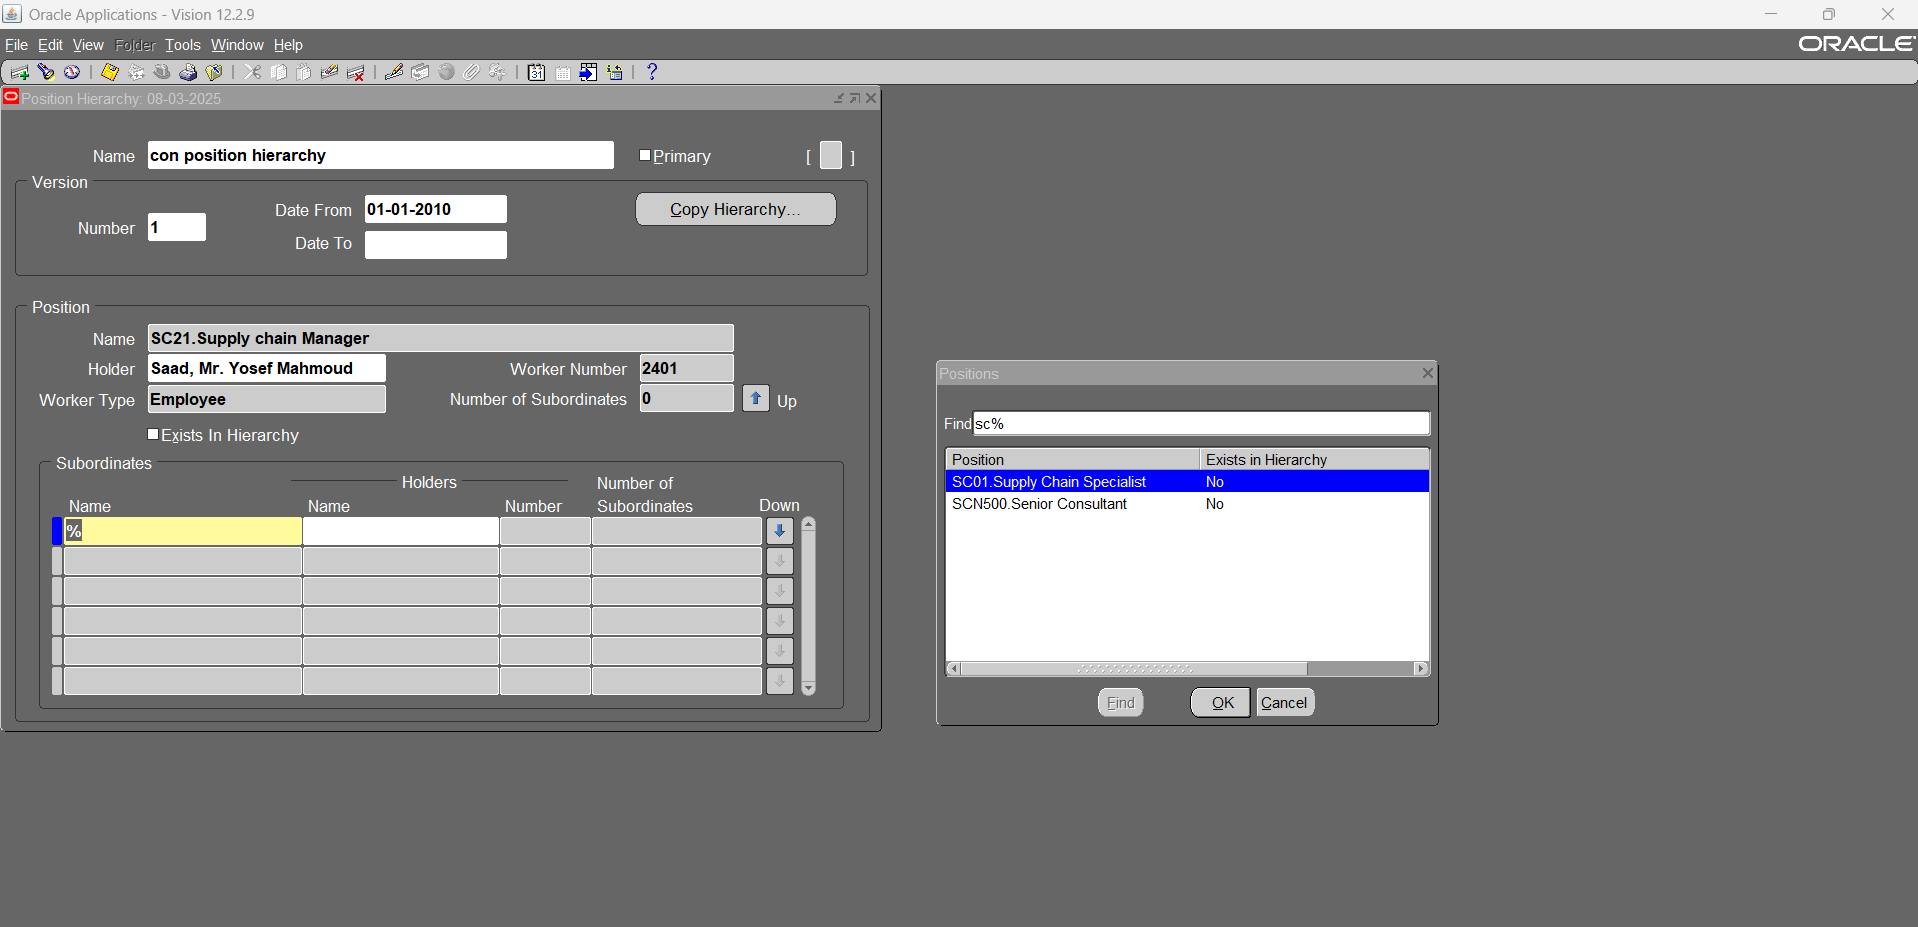 Oracle Applications - Vision 12.2.9
File Edit View Folder Tools Window Help
ORACLE
Position Hierarchy: 08-03-2025
Name con position hierarchy Primary [ ]
Version
Number 1
Date From 01-01-2010
Date To
Copy Hierarchy...
Position
Name SC21.Supply chain Manager
Holder Saad, Mr. Yosef Mahmoud Worker Number 2401
Worker Type Employee Number of Subordinates 0 Up
Exists In Hierarchy
Subordinates
Holders
Name Name Number Number of Subordinates Down
%
Positions
Find sc%
Position Exists in Hierarchy
SC01.Supply Chain Specialist No
SCN500.Senior Consultant No
Find OK Cancel